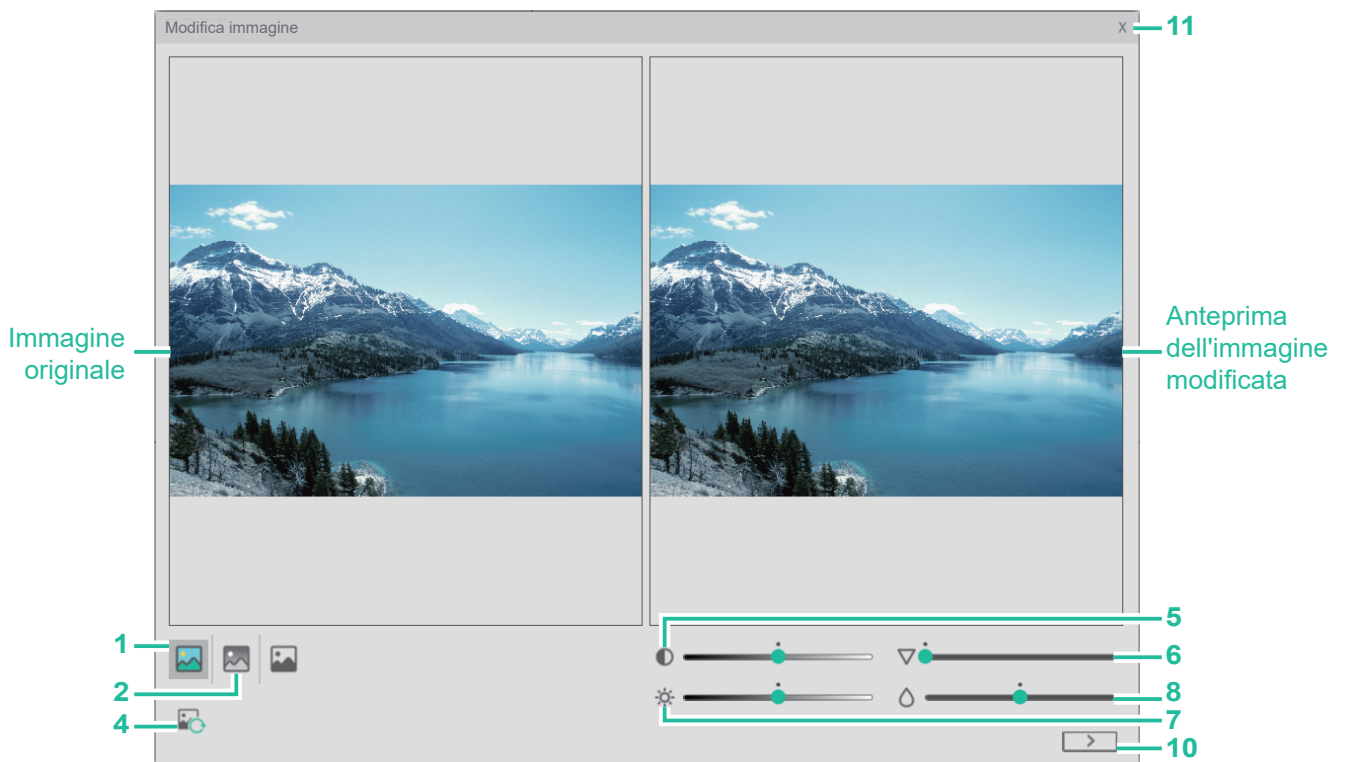 Modifica immagine
X
11
Immagine
originale
Anteprima
dell'immagine
modificata
1
2
4
5
6
8
7
10